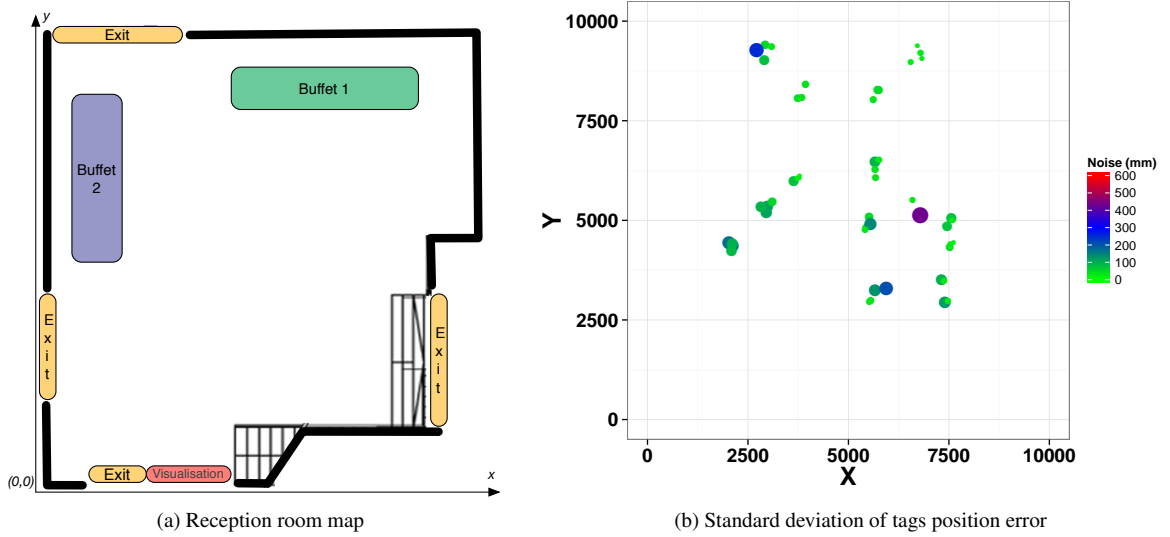 y
Exit
Buffet 1
Buffet
2
E
x
i
t
E
x
i
t
Exit
Visualisation
(0,0)
x
(a) Reception room map
10000
7500
5000
2500
0
Y
0
2500
5000
7500
10000
X
Noise (mm)
600
500
400
300
200
100
0
(b) Standard deviation of tags position error